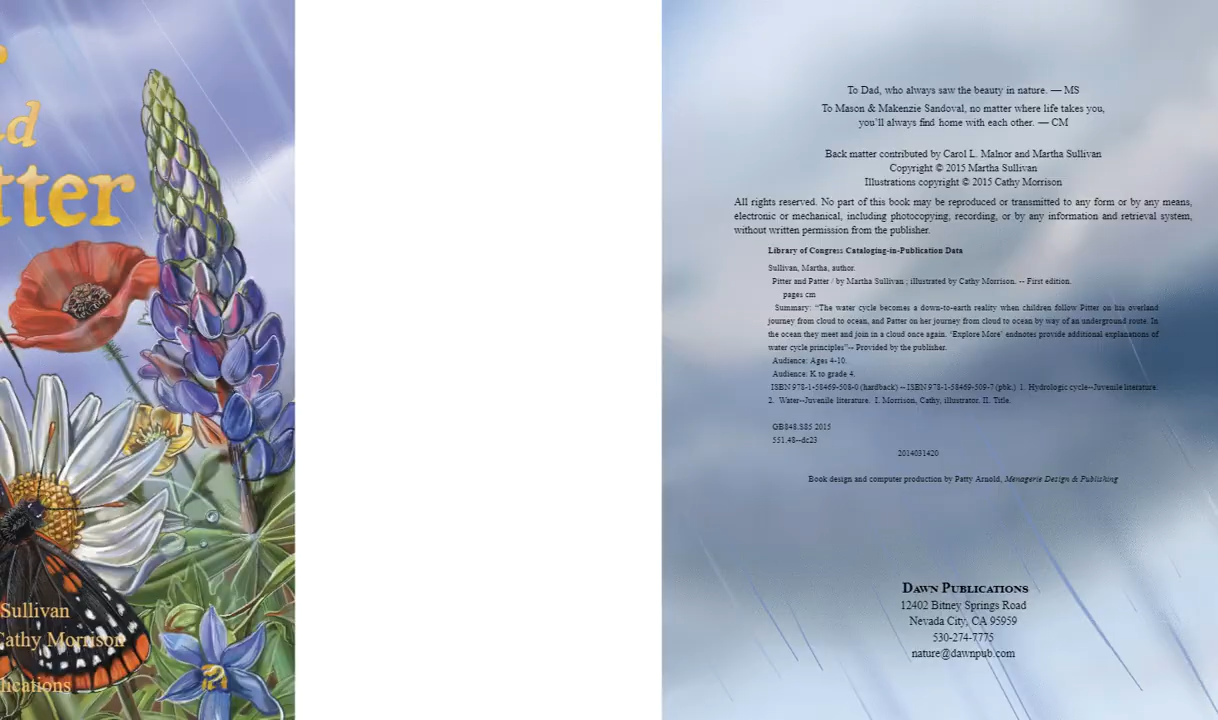 d
tter
Sullivan
Cathy Morrison
lications
To Dad, who always saw the beauty in nature. — MS
To Mason & Makenzie Sandoval, no matter where life takes you,
you'll always find home with each other. — CM
Back matter contributed by Carol L. Malnor and Martha Sullivan
Copyright © 2015 Martha Sullivan
Illustrations copyright © 2015 Cathy Morrison
All rights reserved. No part of this book may be reproduced or transmitted to any form or by any means,
electronic or mechanical, including photocopying, recording, or by any information and retrieval system,
without written permission from the publisher.
Library of Congress Cataloging-in-Publication Data
Sullivan, Martha, author.
Pitter and Patter / by Martha Sullivan ; illustrated by Cathy Morrison. -- First edition.
pages cm
Summary: "The water cycle becomes a down-to-earth reality when children follow Pitter on his overland
journey from cloud to ocean, and Patter on her journey from cloud to ocean by way of an underground route. In
the ocean they meet and join in a cloud once again. 'Explore More' endnotes provide additional explanations of
water cycle principles"-- Provided by the publisher.
Audience: Ages 4-10.
Audience: K to grade 4.
ISBN 978-1-58469-508-0 (hardback) -- ISBN 978-1-58469-509-7 (pbk.) 1. Hydrologic cycle--Juvenile literature.
2. Water--Juvenile literature. I. Morrison, Cathy, illustrator. II. Title.
GB848.S85 2015
551.48--dc23
2014031420
Book design and computer production by Patty Arnold, Menagerie Design & Publishing
DAWN PUBLICATIONS
12402 Bitney Springs Road
Nevada City, CA 95959
530-274-7775
nature@dawnpub.com